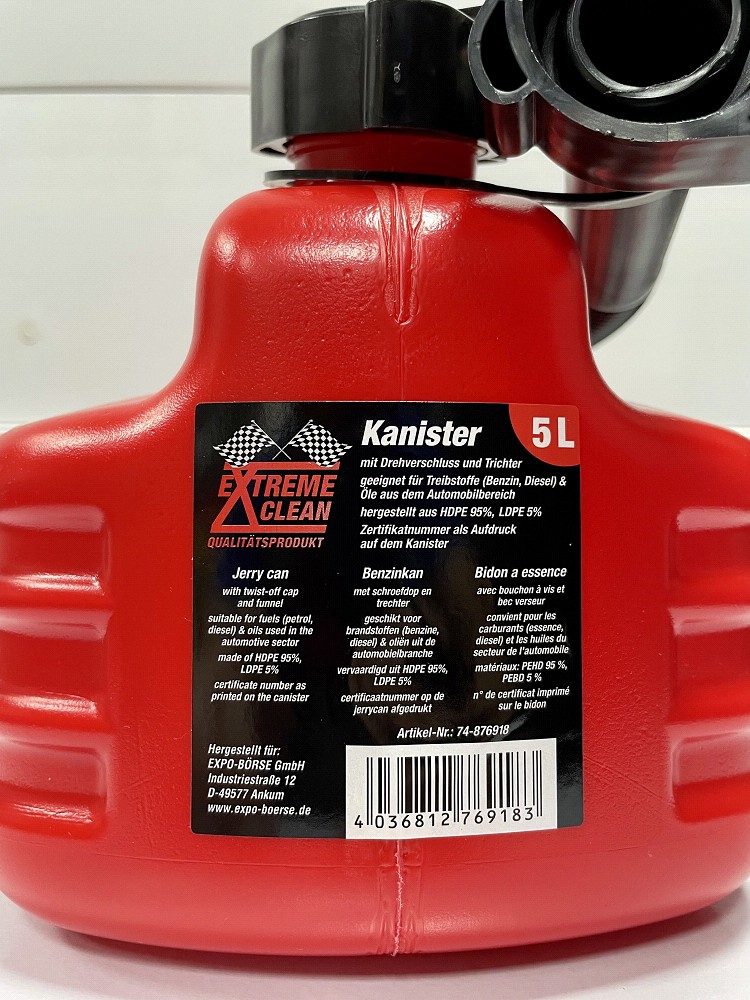 EXTREME
CLEAN
QUALITÄTSPRODUKT
Kanister
5 L
mit Drehverschluss und Trichter
geeignet für Treibstoffe (Benzin, Diesel) &
Öle aus dem Automobilbereich
hergestellt aus HDPE 95%, LDPE 5%
Zertifikatnummer als Aufdruck
auf dem Kanister
Jerry can
with twist-off cap
and funnel
suitable for fuels (petrol,
diesel) & oils used in the
automotive sector
made of HDPE 95%,
LDPE 5%
certificate number as
printed on the canister
Benzinkan
met schroefdop en
trechter
geschikt voor
brandstoffen (benzine,
diesel) & oliën uit de
automobielbranche
vervaardigd uit HDPE 95%,
LDPE 5%
certificaatnummer op de
jerrycan afgedrukt
Bidon a essence
avec bouchon à vis et
bec verseur
convient pour les
carburants (essence,
diesel) et les huiles du
secteur de l'automobile
matériaux: PEHD 95 %,
PEBD 5 %
n° de certificat imprimé
sur le bidon
Artikel-Nr.: 74-876918
Hergestellt für:
EXPO-BÖRSE GmbH
Industriestraße 12
D-49577 Ankum
www.expo-boerse.de
4 036812 769183